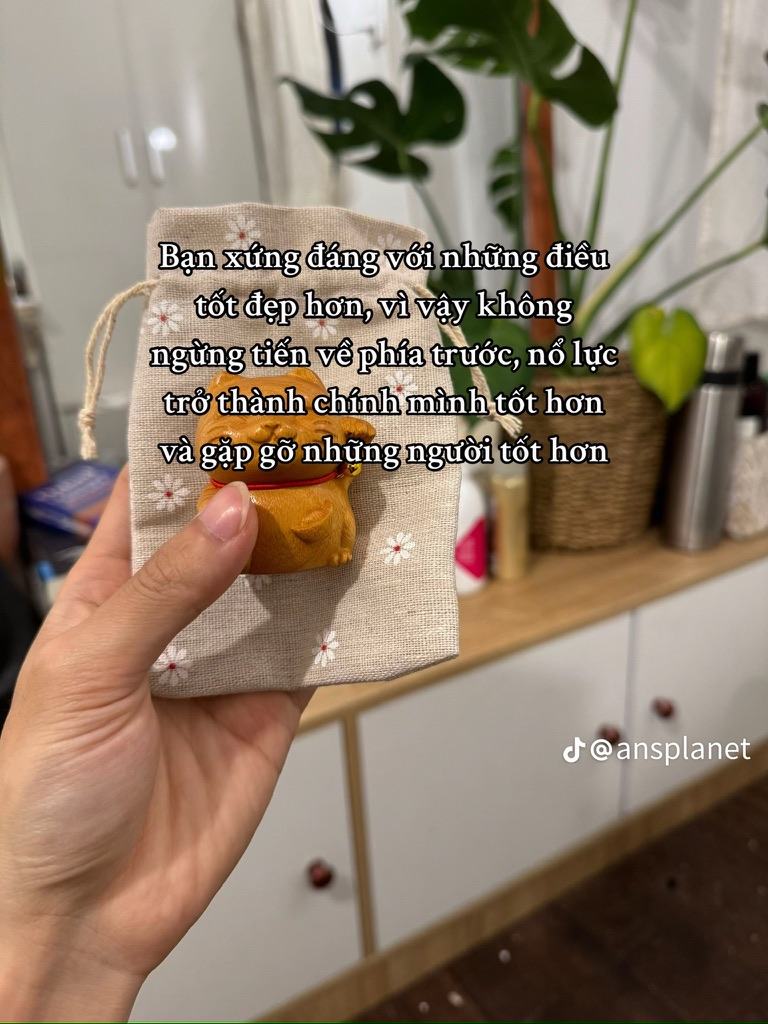 Bạn xứng đáng với những điều
tốt đẹp hơn, vì vậy không
ngừng tiến về phía trước, nổ lực
trở thành chính mình tốt hơn
và gặp gỡ những người tốt hơn
@ansplanet